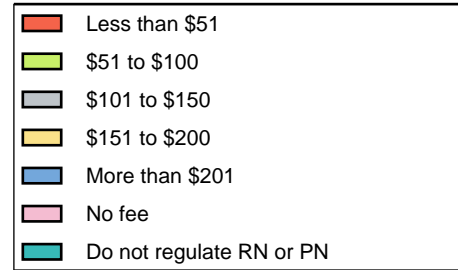 Less than $51
$51 to $100
$101 to $150
$151 to $200
More than $201
No fee
Do not regulate RN or PN